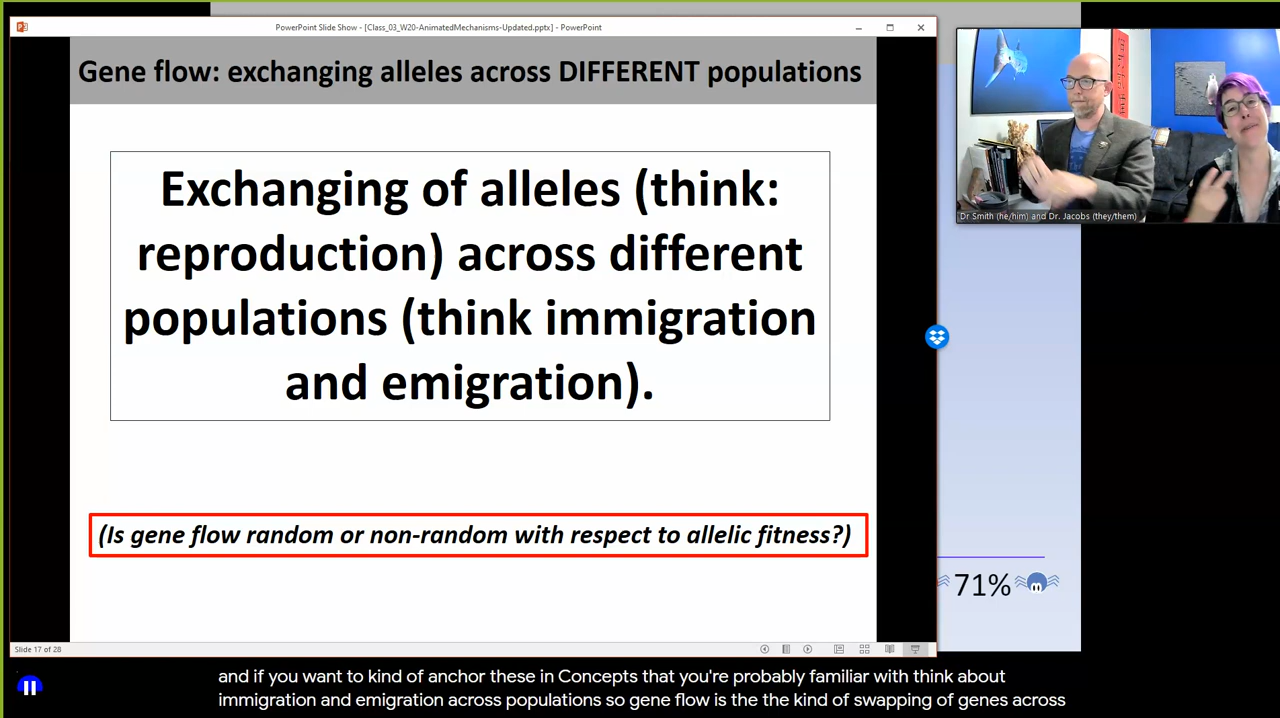 PowerPoint Slide Show - [Class_03_W20-AnimatedMechanisms-Updated.pptx] - PowerPoint
Gene flow: exchanging alleles across DIFFERENT populations
Exchanging of alleles (think:
reproduction) across different
populations (think immigration
and emigration).
(Is gene flow random or non-random with respect to allelic fitness?)
Dr Smith (he/him) and Dr. Jacobs (they/them)
71%
Slide 17 of 28
and if you want to kind of anchor these in Concepts that you're probably familiar with think about
immigration and emigration across populations so gene flow is the the kind of swapping of genes across